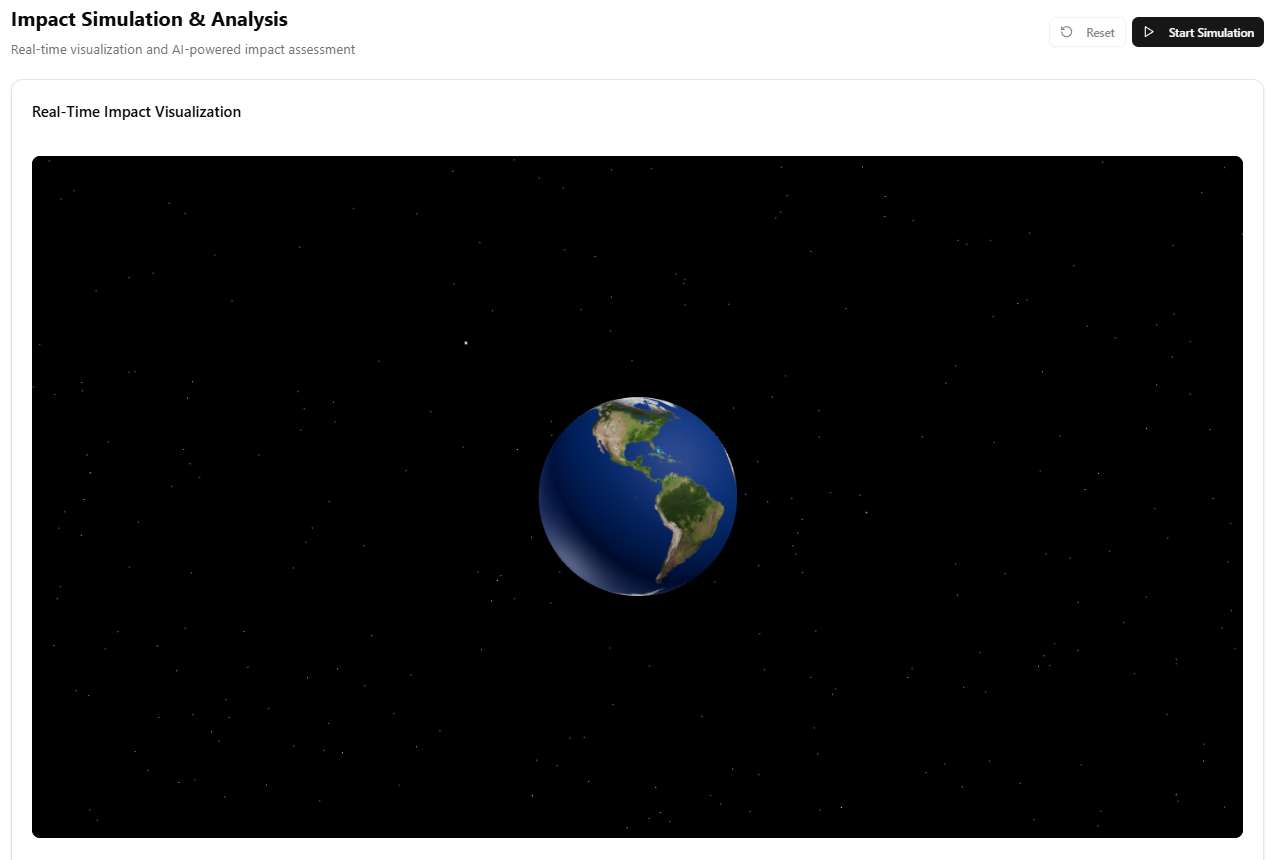 Impact Simulation & Analysis
Real-time visualization and AI-powered impact assessment
Reset
Start Simulation
Real-Time Impact Visualization